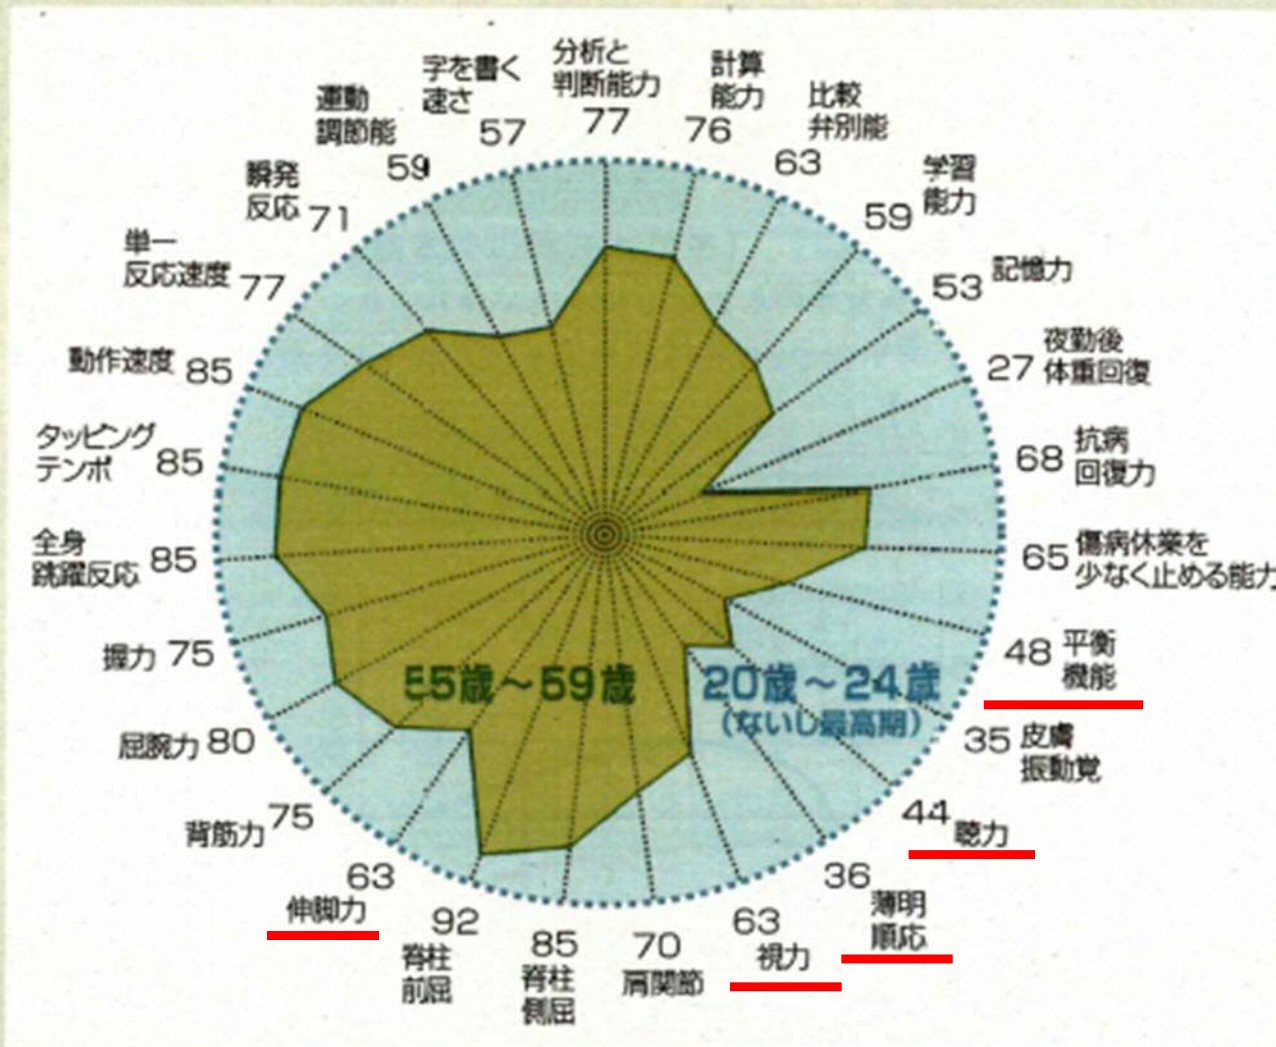 分析と
判断能力
77
計算
能力
76
比較
弁別能
63
学習
能力
59
記憶力
53
夜勤後
体重回復
27
抗病
回復力
68
傷病休業を
少なく止める能力
65
平衡
機能
48
皮膚
振動覚
35
聴力
44
薄明
順応
36
視力
63
肩関節
70
脊柱
側屈
85
脊柱
前屈
92
伸脚力
63
背筋力
75
屈腕力
80
握力
75
全身
跳躍反応
85
タッピング
テンポ
85
動作速度
85
単一
反応速度
77
瞬発
反応
71
運動
調節能
59
字を書く
速さ
57
55歳～59歳
20歳～24歳
(ないし最高期)